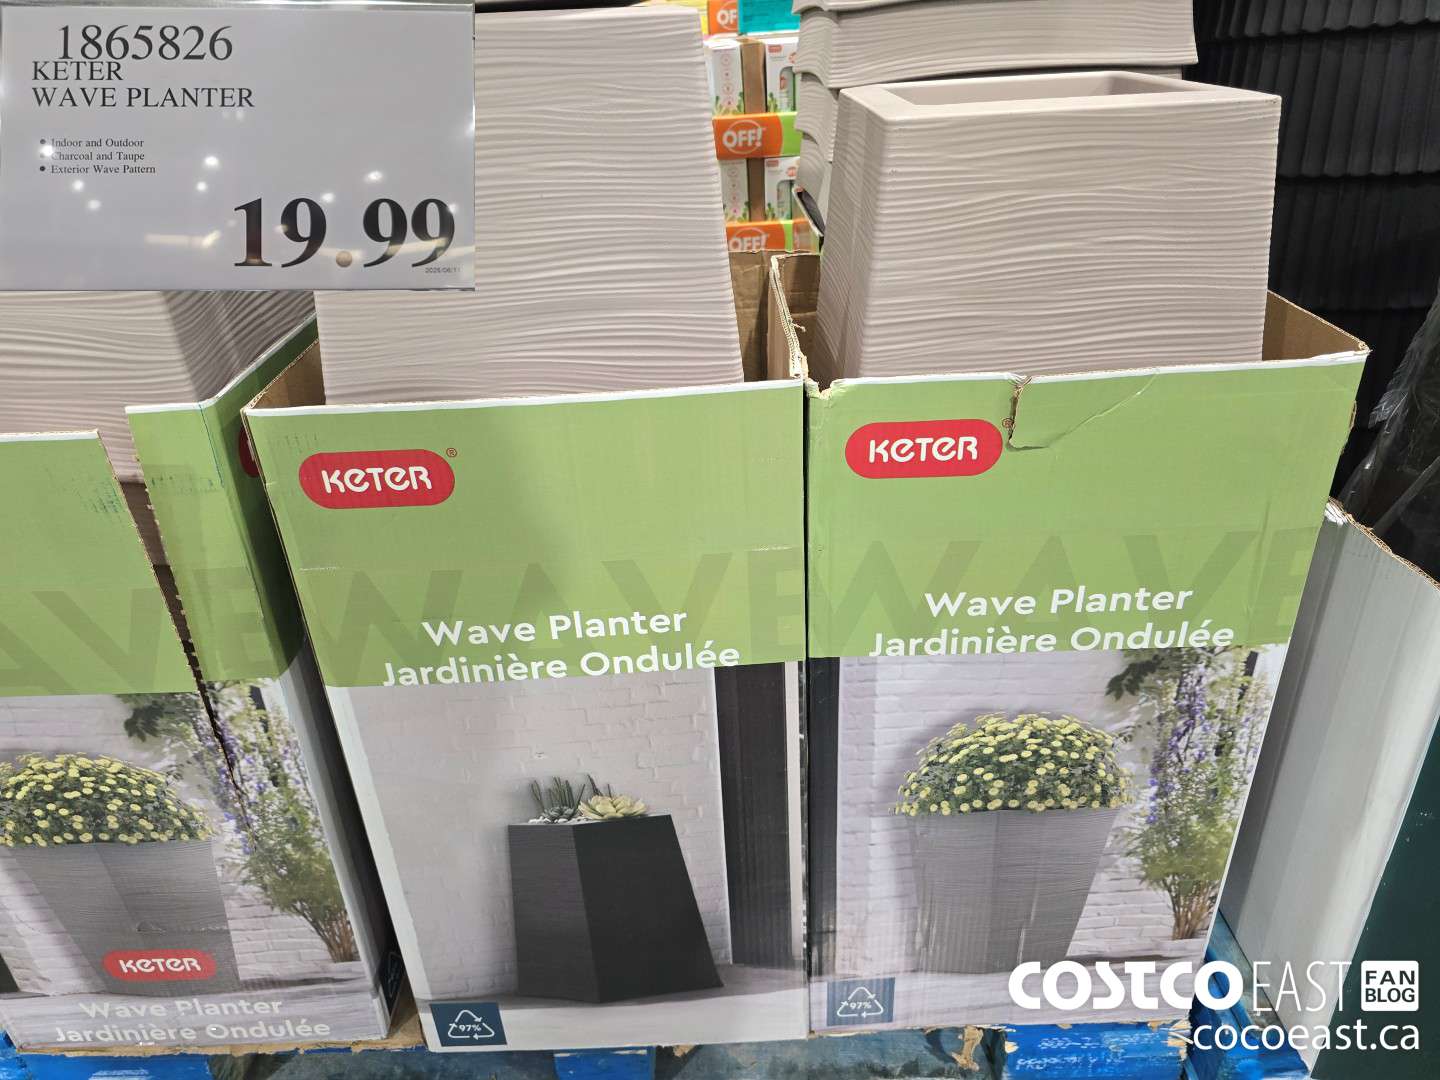 1865826
KETER
WAVE PLANTER
Indoor and Outdoor
Charcoal and Taupe
Exterior Wave Pattern
19.99
OFF!
OFF!
KETER®
KETER®
WAVE
WAVE
Wave Planter
Jardinière Ondulée
Wave Planter
Jardinière Ondulée
KETER
Wave Planter
Jardinière Ondulée
97%
97%
COSTCO EAST FAN BLOG
cocoeast.ca